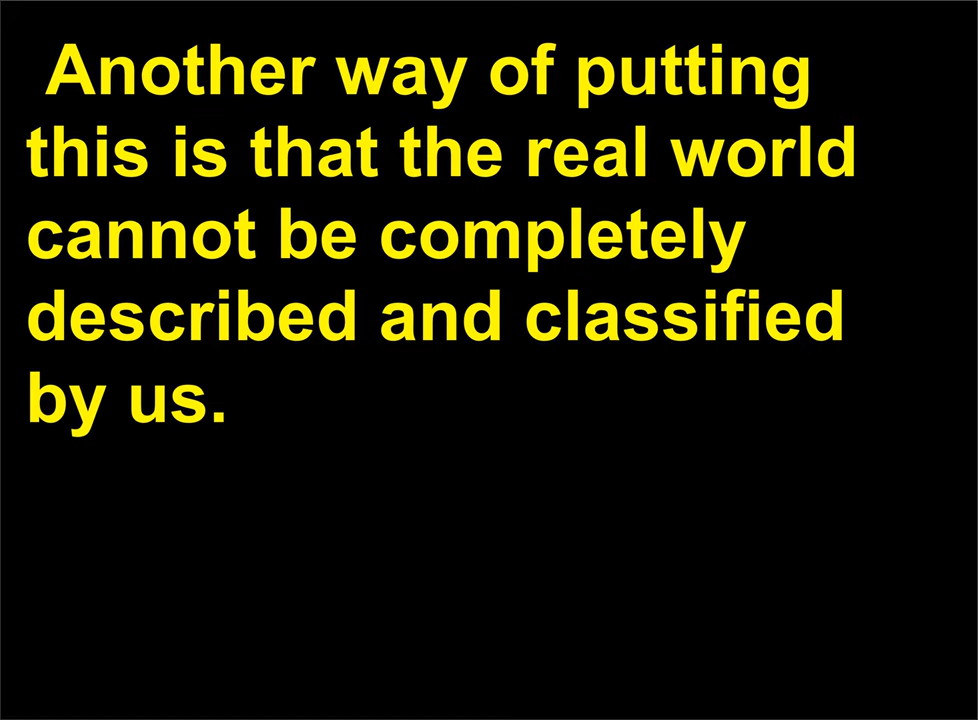 Another way of putting
this is that the real world
cannot be completely
described and classified
by us.